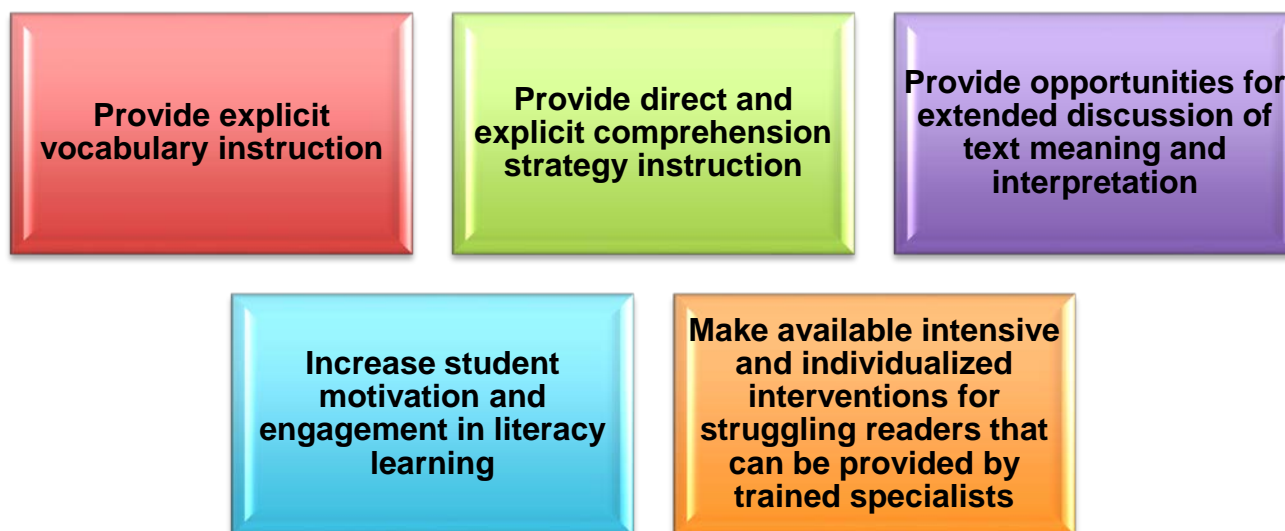 Provide explicit
vocabulary instruction
Provide direct and
explicit comprehension
strategy instruction
Provide opportunities for
extended discussion of
text meaning and
interpretation
Increase student
motivation and
engagement in literacy
learning
Make available intensive
and individualized
interventions for
struggling readers that
can be provided by
trained specialists